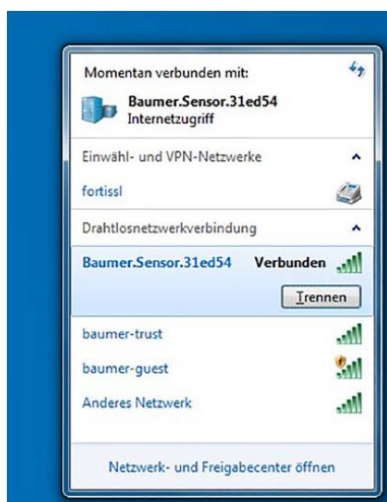 Momentan verbunden mit:
Baumer.Sensor.31ed54
Internetzugriff
Einwähl- und VPN-Netzwerke
fortissl
Drahtlosnetzwerkverbindung
Baumer.Sensor.31ed54 Verbunden
Trennen
baumer-trust
baumer-guest
Anderes Netzwerk
Netzwerk- und Freigabecenter öffnen